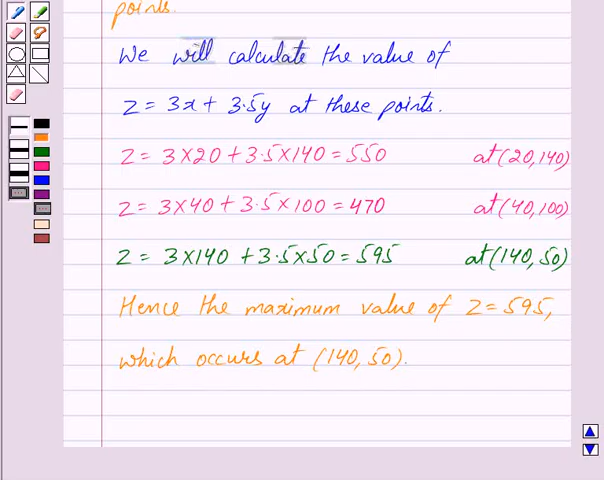 points.
We will calculate the value of
Z = 3x + 3.5y at these points.
Z = 3×20 + 3.5×140 = 550 at (20,140)
Z = 3×40 + 3.5×100 = 470 at (40,100)
Z = 3×140 + 3.5×50 = 595 at (140,50)
Hence the maximum value of Z = 595,
which occurs at (140,50).